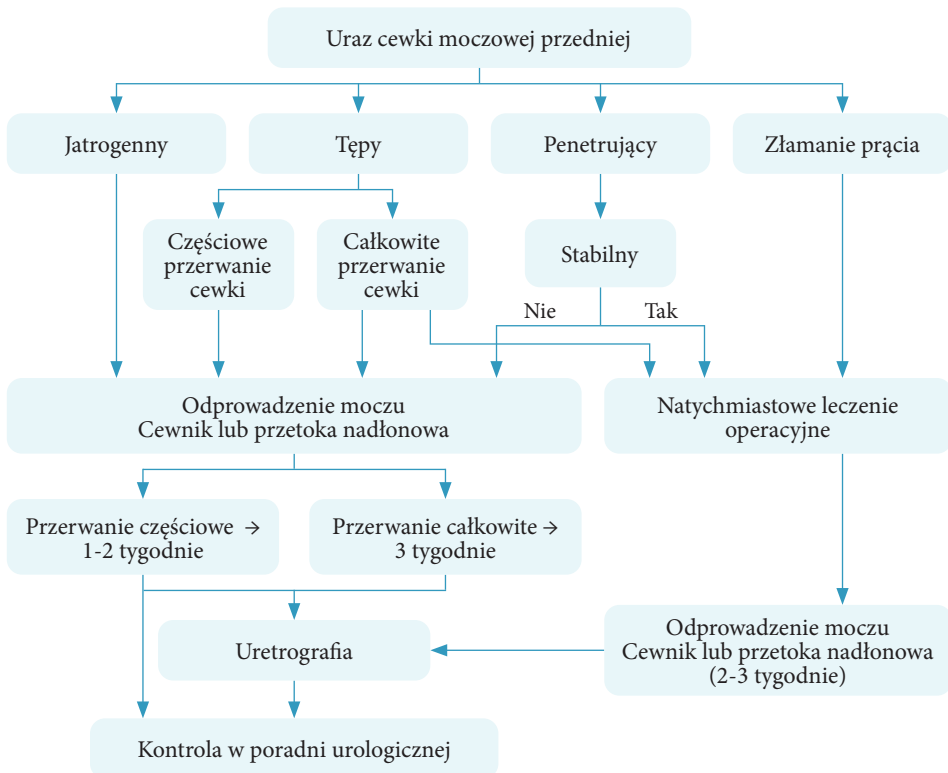 Uraz cewki moczowej przedniej
Jatrogenny
Tępy
Penetrujący
Złamanie prącia
Częściowe
przerwanie
cewki
Całkowite
przerwanie
cewki
Stabilny
Nie
Tak
Odprowadzenie moczu
Cewnik lub przetoka nadłonowa
Natychmiastowe leczenie
operacyjne
Przerwanie częściowe →
1-2 tygodnie
Przerwanie całkowite →
3 tygodnie
Uretrografia
Odprowadzenie moczu
Cewnik lub przetoka nadłonowa
(2-3 tygodnie)
Kontrola w poradni urologicznej